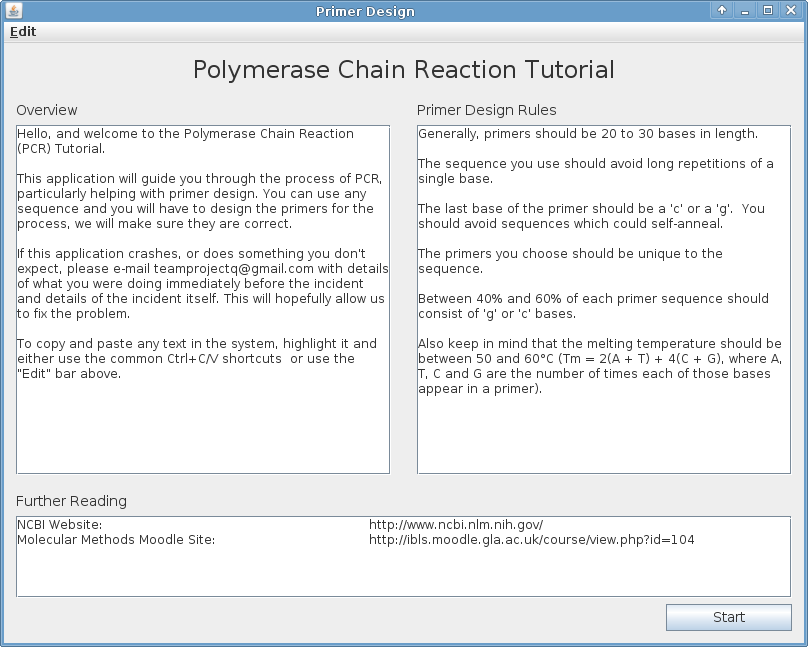 Primer Design
Edit
Polymerase Chain Reaction Tutorial
Overview
Hello, and welcome to the Polymerase Chain Reaction
(PCR) Tutorial.
This application will guide you through the process of PCR,
particularly helping with primer design. You can use any
sequence and you will have to design the primers for the
process, we will make sure they are correct.
If this application crashes, or does something you don't
expect, please e-mail teamprojectq@gmail.com with details
of what you were doing immediately before the incident
and details of the incident itself. This will hopefully allow us
to fix the problem.
To copy and paste any text in the system, highlight it and
either use the common Ctrl+C/V shortcuts  or use the
"Edit" bar above.
Primer Design Rules
Generally, primers should be 20 to 30 bases in length.
The sequence you use should avoid long repetitions of a
single base.
The last base of the primer should be a 'c' or a 'g'.  You
should avoid sequences which could self-anneal.
The primers you choose should be unique to the
sequence.
Between 40% and 60% of each primer sequence should
consist of 'g' or 'c' bases.
Also keep in mind that the melting temperature should be
between 50 and 60°C (Tm = 2(A + T) + 4(C + G), where A,
T, C and G are the number of times each of those bases
appear in a primer).
Further Reading
NCBI Website: http://www.ncbi.nlm.nih.gov/
Molecular Methods Moodle Site: http://ibls.moodle.gla.ac.uk/course/view.php?id=104
Start